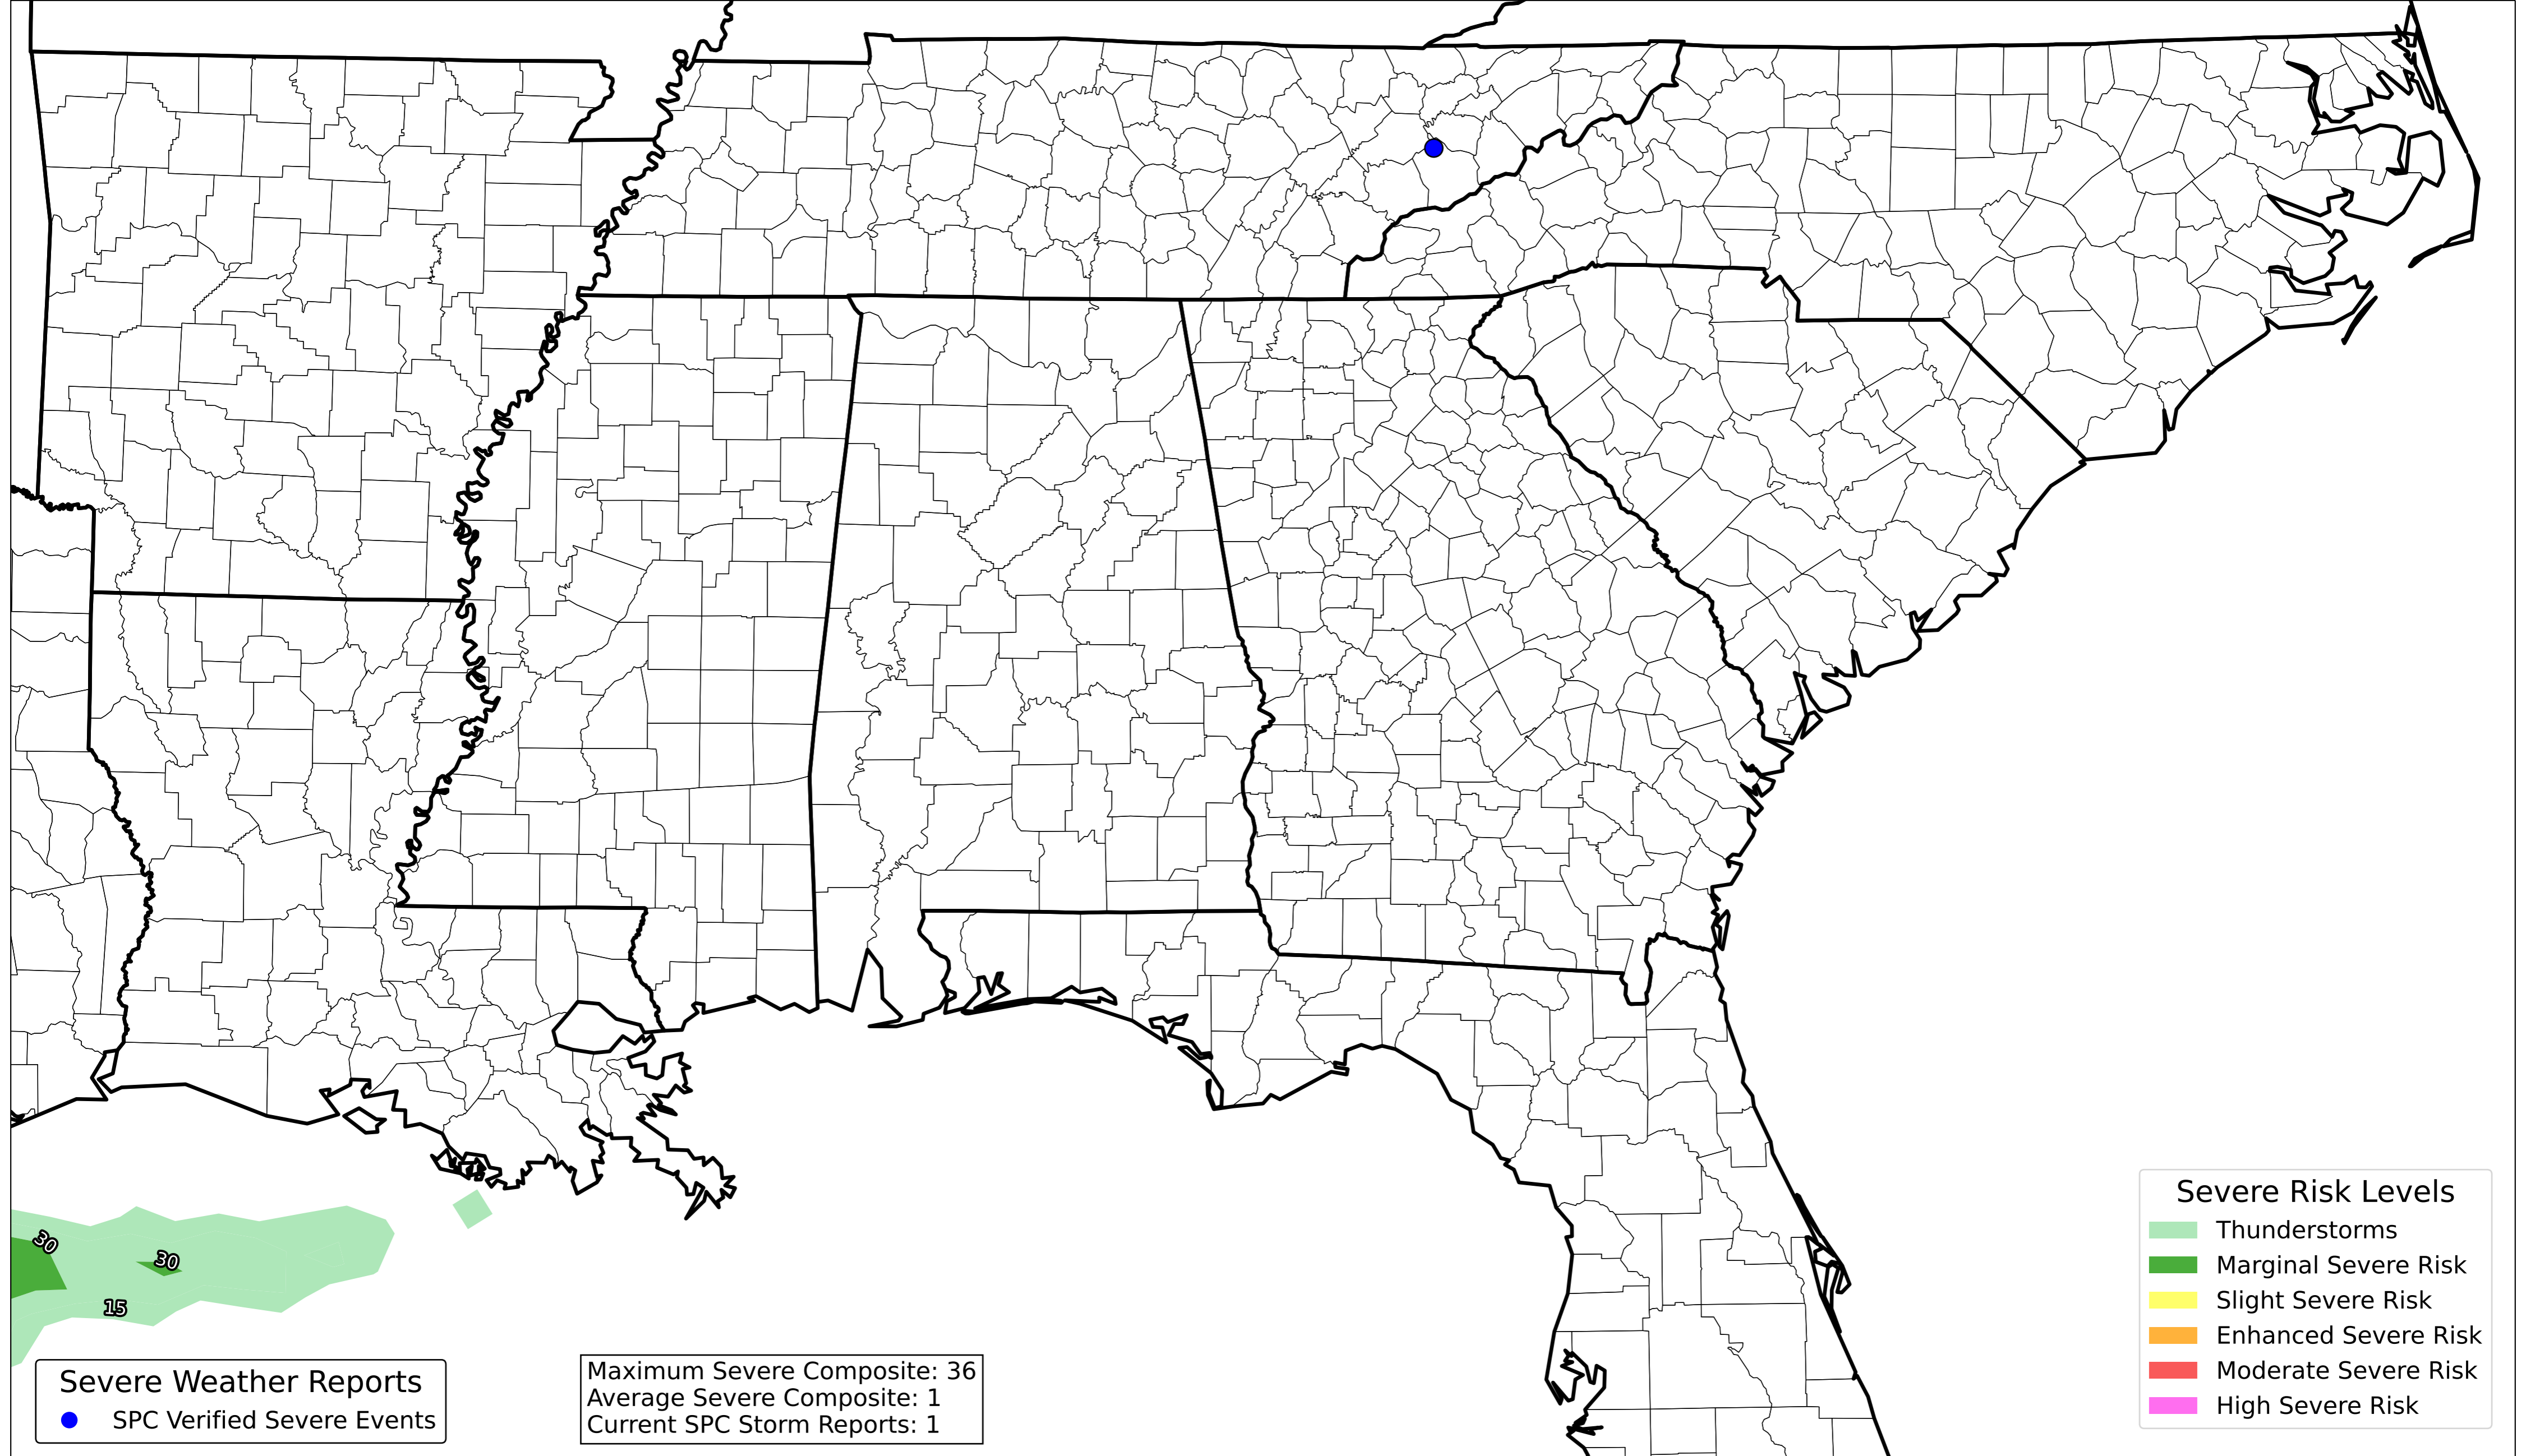 30
30
15
Severe Weather Reports
SPC Verified Severe Events
Maximum Severe Composite: 36
Average Severe Composite: 1
Current SPC Storm Reports: 1
Severe Risk Levels
Thunderstorms
Marginal Severe Risk
Slight Severe Risk
Enhanced Severe Risk
Moderate Severe Risk
High Severe Risk